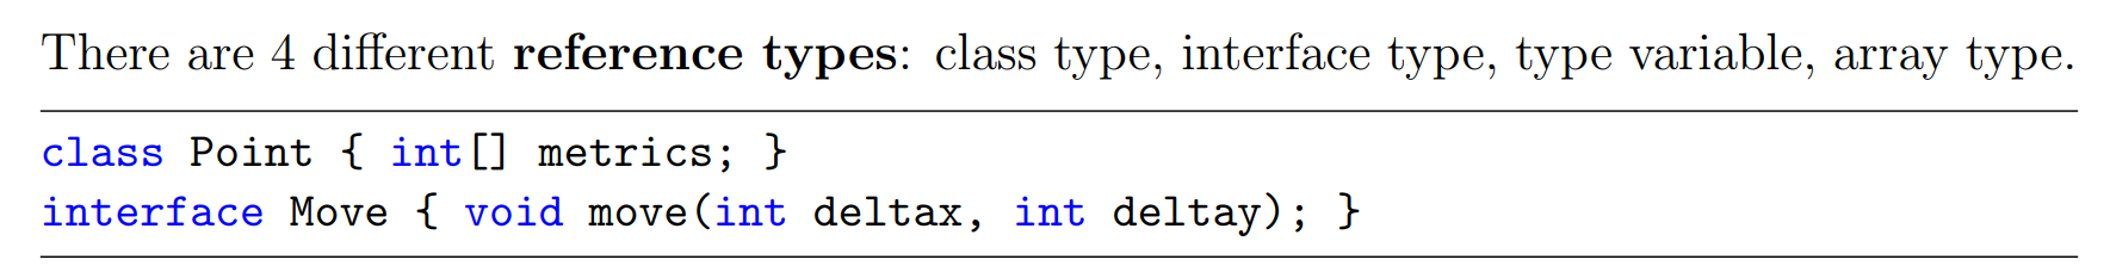 There are 4 different reference types: class type, interface type, type variable, array type.
class Point { int[] metrics; }
interface Move { void move(int deltax, int deltay); }